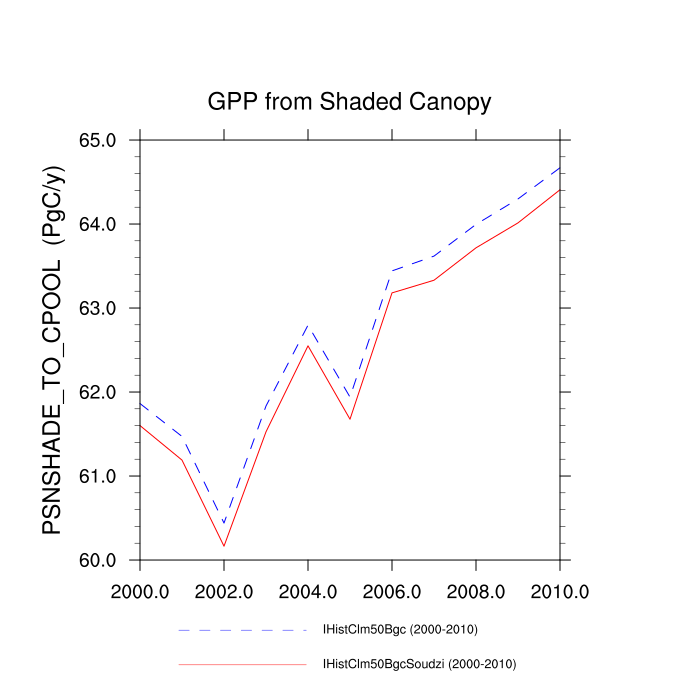 GPP from Shaded Canopy
PSNSHADE_TO_CPOOL (PgC/y)
65.0
64.0
63.0
62.0
61.0
60.0
2000.0 2002.0 2004.0 2006.0 2008.0 2010.0
IHistClm50Bgc (2000-2010)
IHistClm50BgcSoudzi (2000-2010)